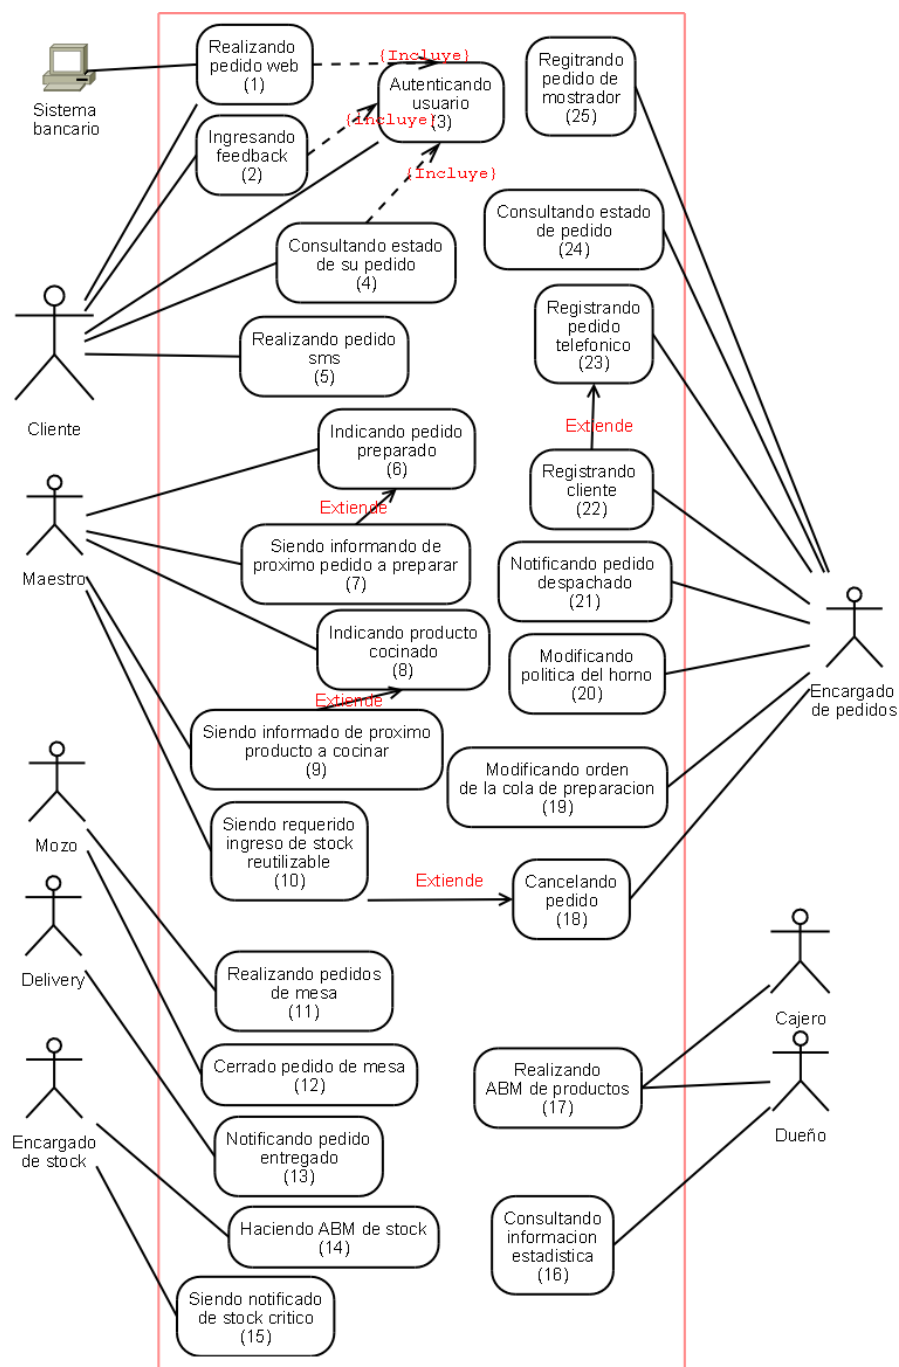 Realizando
pedido web
(1)
{Incluye}
Sistema
bancario
Autenticando
usuario
(3)
Regitrando
pedido de
mostrador
(25)
Ingresando
feedback
(2)
{Incluye}
{Incluye}
Consultando estado
de su pedido
(4)
Consultando estado
de pedido
(24)
Realizando pedido
sms
(5)
Registrando
pedido
telefonico
(23)
Cliente
Indicando pedido
preparado
(6)
Extiende
Registrando
cliente
(22)
Extiende
Maestro
Siendo informando de
proximo pedido a preparar
(7)
Notificando pedido
despachado
(21)
Indicando producto
cocinado
(8)
Modificando
politica del horno
(20)
Encargado
de pedidos
Extiende
Siendo informado de proximo
producto a cocinar
(9)
Modificando orden
de la cola de preparacion
(19)
Mozo
Siendo requerido
ingreso de stock
reutilizable
(10)
Extiende
Cancelando
pedido
(18)
Delivery
Realizando pedidos
de mesa
(11)
Cajero
Cerrado pedido de mesa
(12)
Realizando
ABM de productos
(17)
Dueño
Encargado
de stock
Notificando pedido
entregado
(13)
Haciendo ABM de stock
(14)
Consultando
informacion
estadistica
(16)
Siendo notificado
de stock critico
(15)